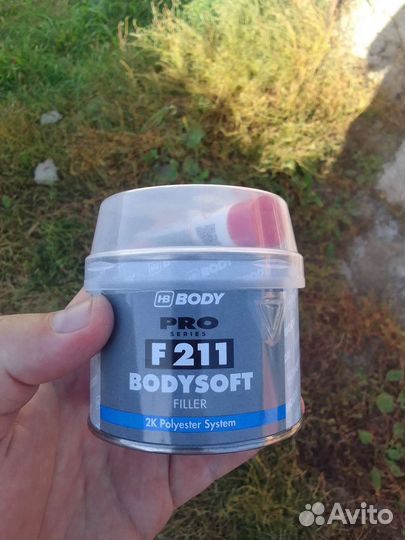 HB BODY
PRO
SERIES
F 211
BODYSOFT
FILLER
2K Polyester System
Avito